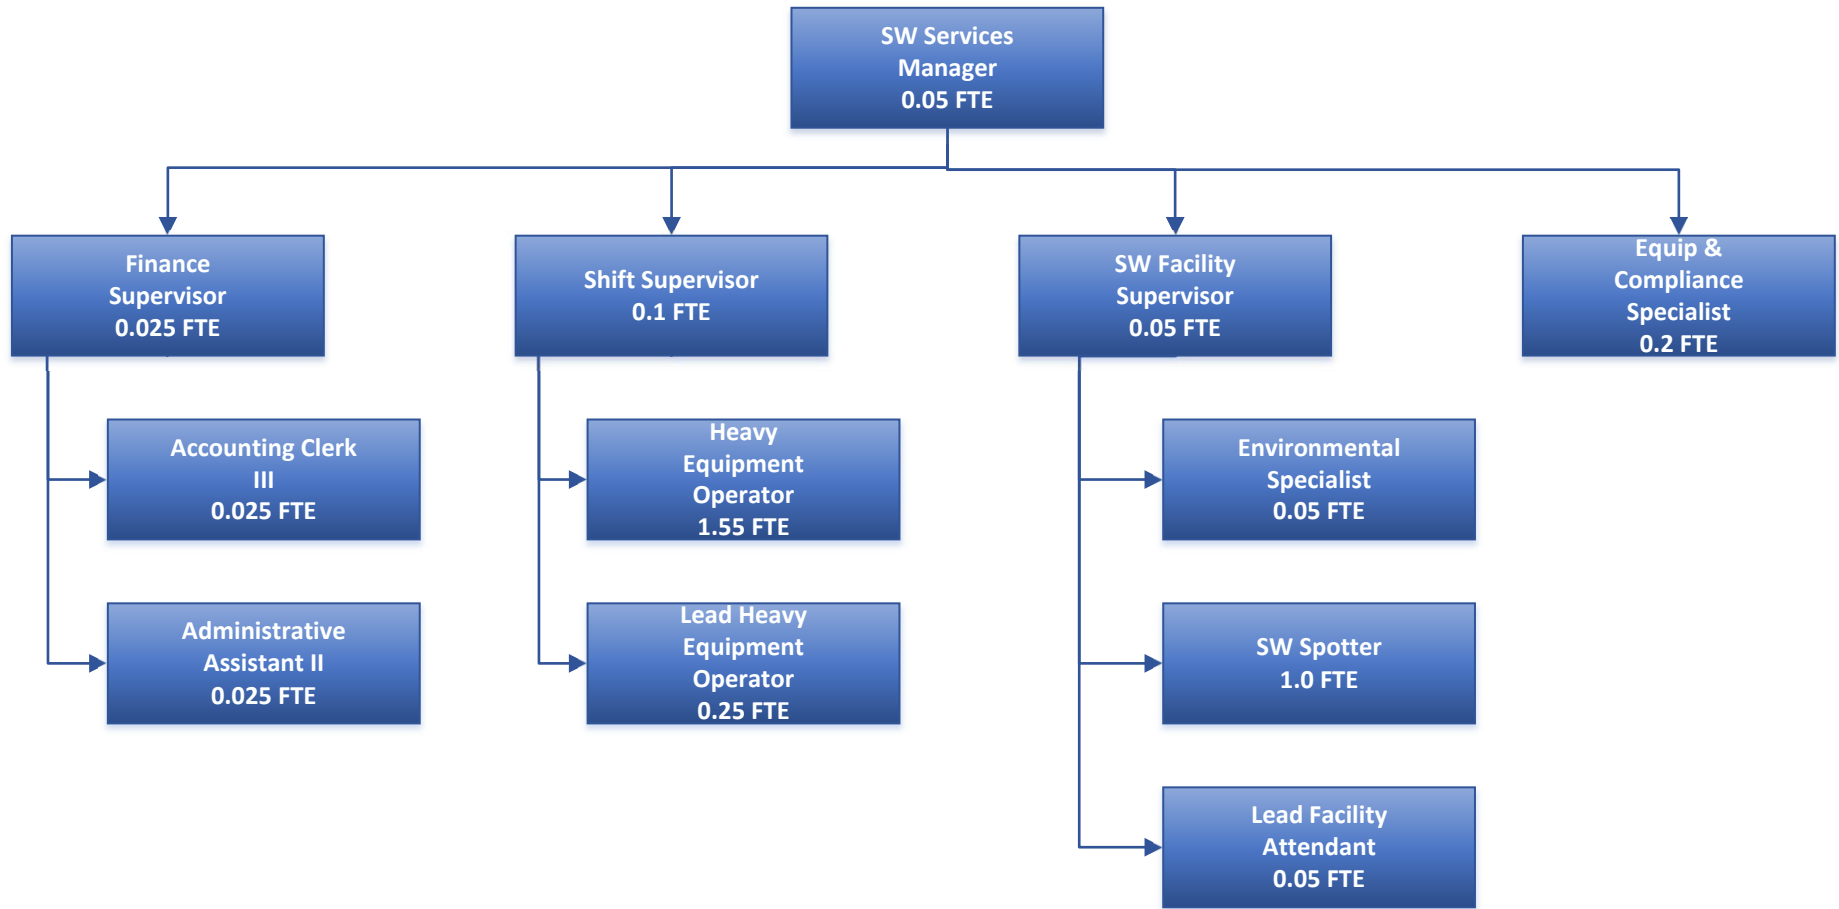 SW Services
Manager
0.05 FTE
Finance
Supervisor
0.025 FTE
Shift Supervisor
0.1 FTE
SW Facility
Supervisor
0.05 FTE
Equip &
Compliance
Specialist
0.2 FTE
Accounting Clerk
III
0.025 FTE
Heavy
Equipment
Operator
1.55 FTE
Environmental
Specialist
0.05 FTE
Administrative
Assistant II
0.025 FTE
Lead Heavy
Equipment
Operator
0.25 FTE
SW Spotter
1.0 FTE
Lead Facility
Attendant
0.05 FTE